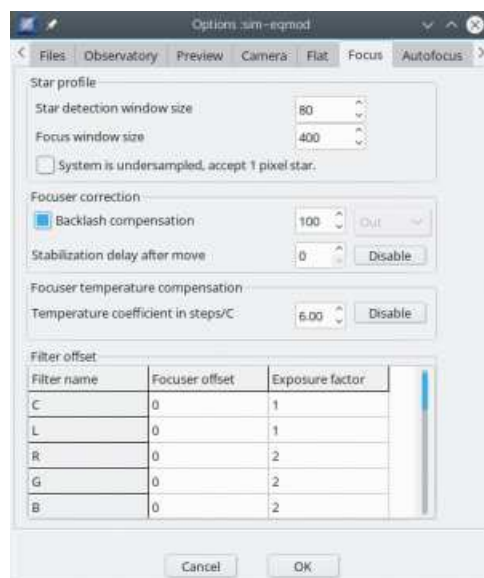 Options :sim-eqmod
Files Observatory Preview Camera Flat Focus Autofocus
Star profile
Star detection window size 80
Focus window size 400
System is undersampled, accept 1 pixel star.
Focuser correction
Backlash compensation 100 Out
Stabilization delay after move 0 Disable
Focuser temperature compensation
Temperature coefficient in steps/C 6.00 Disable
Filter offset
Filter name Focuser offset Exposure factor
C 0 1
L 0 1
R 0 2
G 0 2
B 0 2
Cancel OK